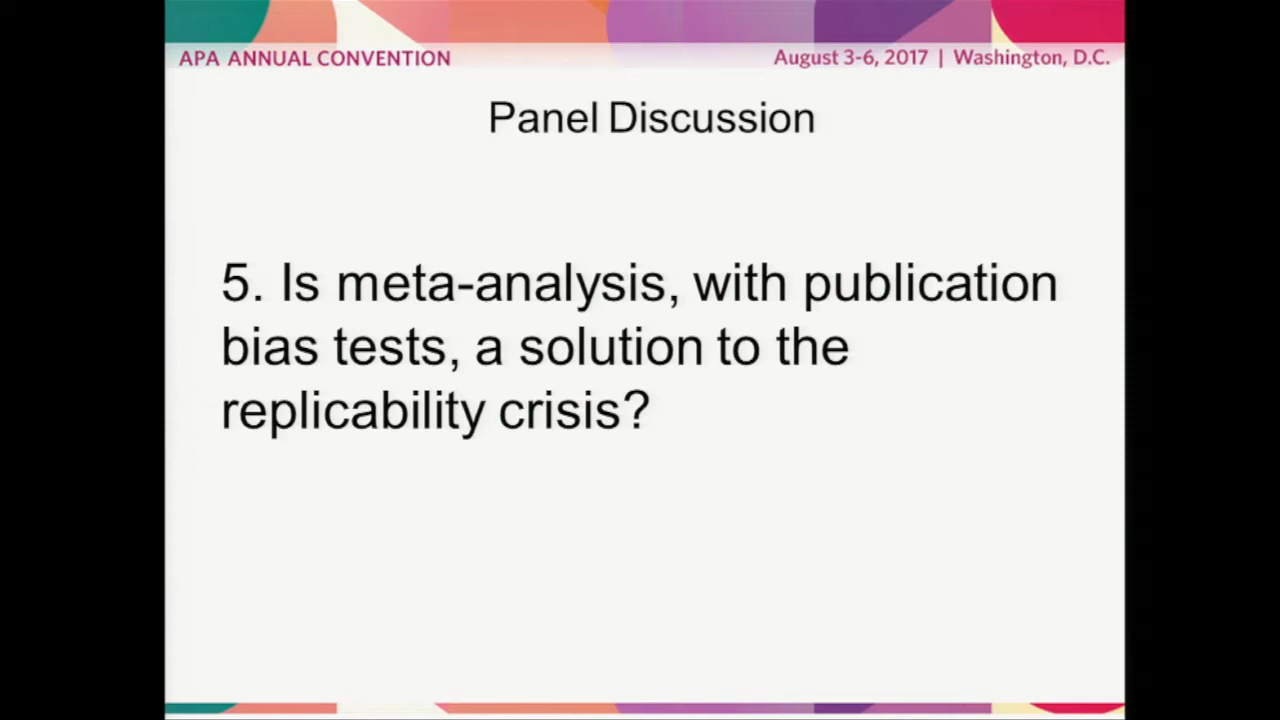 APA ANNUAL CONVENTION
August 3-6, 2017 | Washington, D.C.
Panel Discussion
5. Is meta-analysis, with publication
bias tests, a solution to the
replicability crisis?